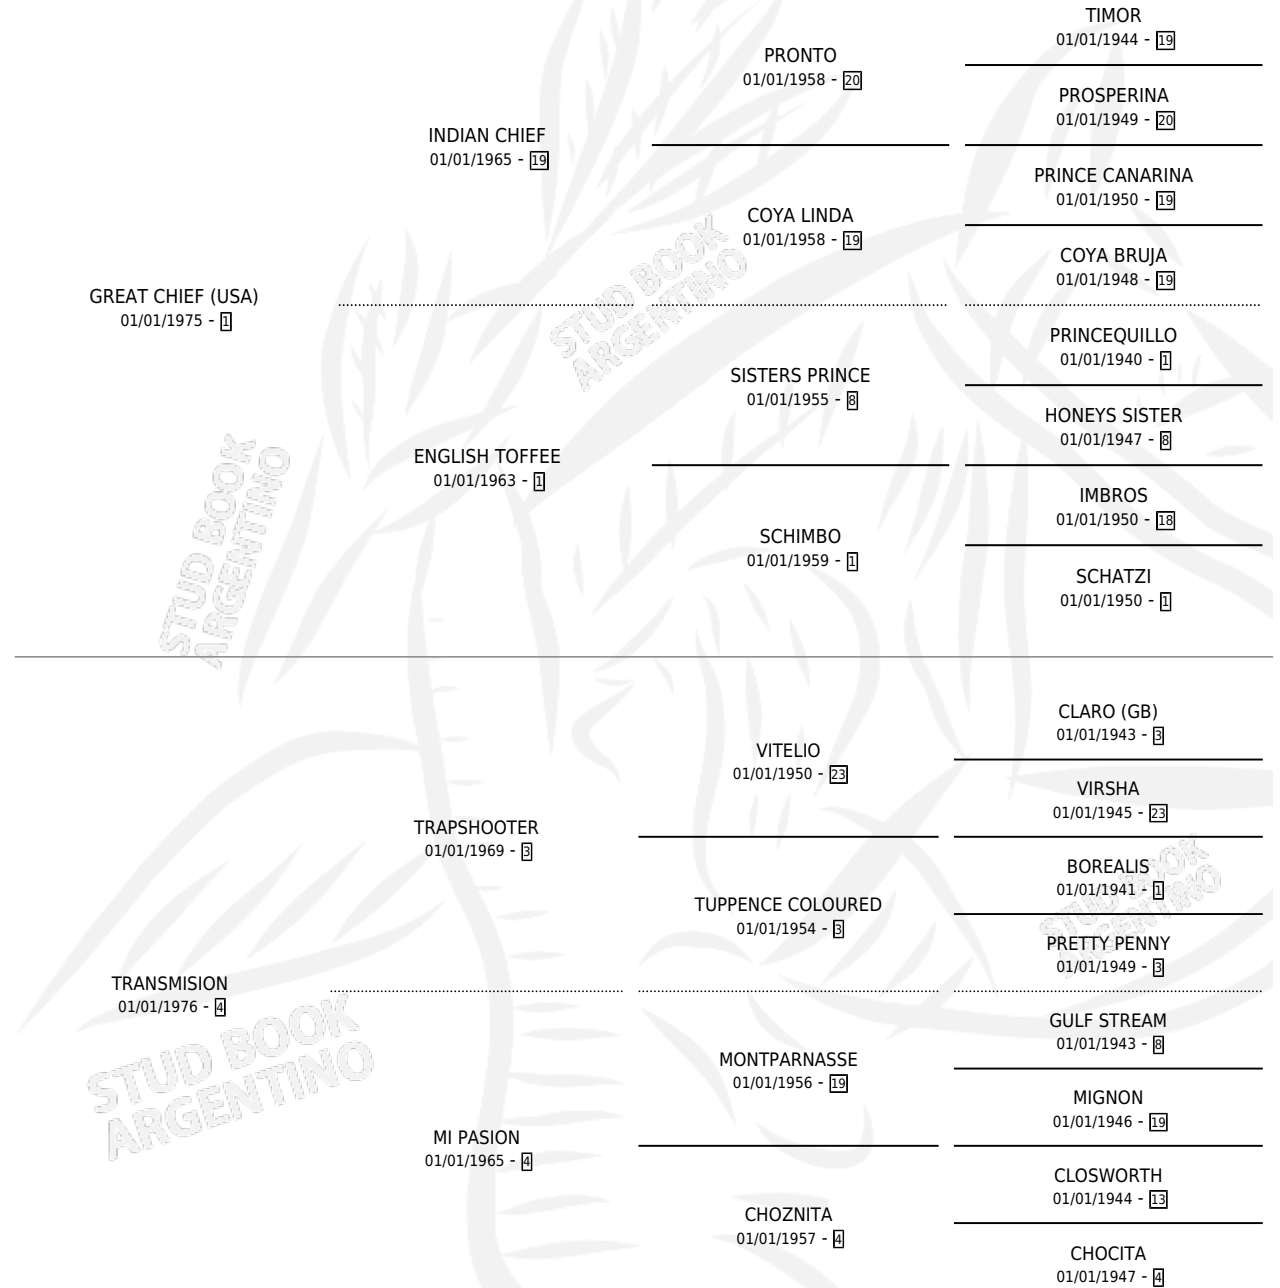 TIMOR
01/01/1944 - 19
PRONTO
01/01/1958 - 20
PROSPERINA
01/01/1949 - 20
INDIAN CHIEF
01/01/1965 - 19
PRINCE CANARINA
01/01/1950 - 19
COYA LINDA
01/01/1958 - 19
COYA BRUJA
01/01/1948 - 19
GREAT CHIEF (USA)
01/01/1975 - 1
STUD BOOK
ARGENTINO
PRINCEQUILLO
01/01/1940 - 1
SISTERS PRINCE
01/01/1955 - 8
HONEYS SISTER
01/01/1947 - 8
ENGLISH TOFFEE
01/01/1963 - 1
IMBROS
01/01/1950 - 18
SCHIMBO
01/01/1959 - 1
SCHATZI
01/01/1950 - 1
STUD BOOK
ARGENTINO
CLARO (GB)
01/01/1943 - 3
VITELIO
01/01/1950 - 23
VIRSHA
01/01/1945 - 23
TRAPSHOOTER
01/01/1969 - 3
BOREALIS
01/01/1941 - 1
TUPPENCE COLOURED
01/01/1954 - 3
PRETTY PENNY
01/01/1949 - 3
STUD BOOK
ARGENTINO
TRANSMISION
01/01/1976 - 4
GULF STREAM
01/01/1943 - 8
MONTPARNASSE
01/01/1956 - 19
MIGNON
01/01/1946 - 19
STUD BOOK
ARGENTINO
MI PASION
01/01/1965 - 4
CLOSWORTH
01/01/1944 - 13
CHOZNITA
01/01/1957 - 4
CHOCITA
01/01/1947 - 4